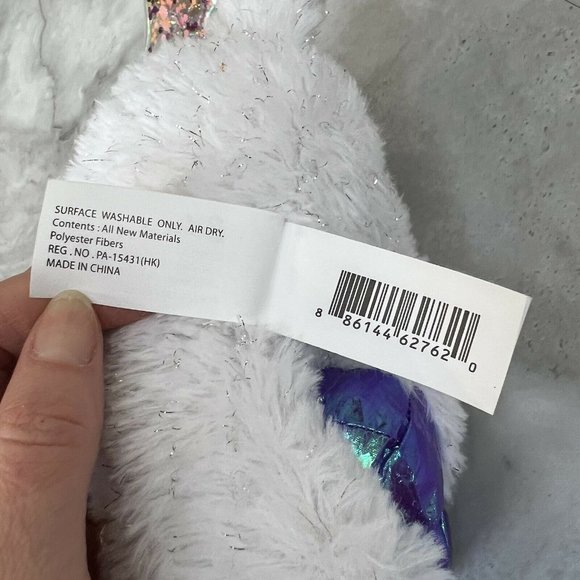 SURFACE WASHABLE ONLY. AIR DRY.
Contents : All New Materials
Polyester Fibers
REG . NO . PA-15431(HK)
MADE IN CHINA
8 86144 62762 0